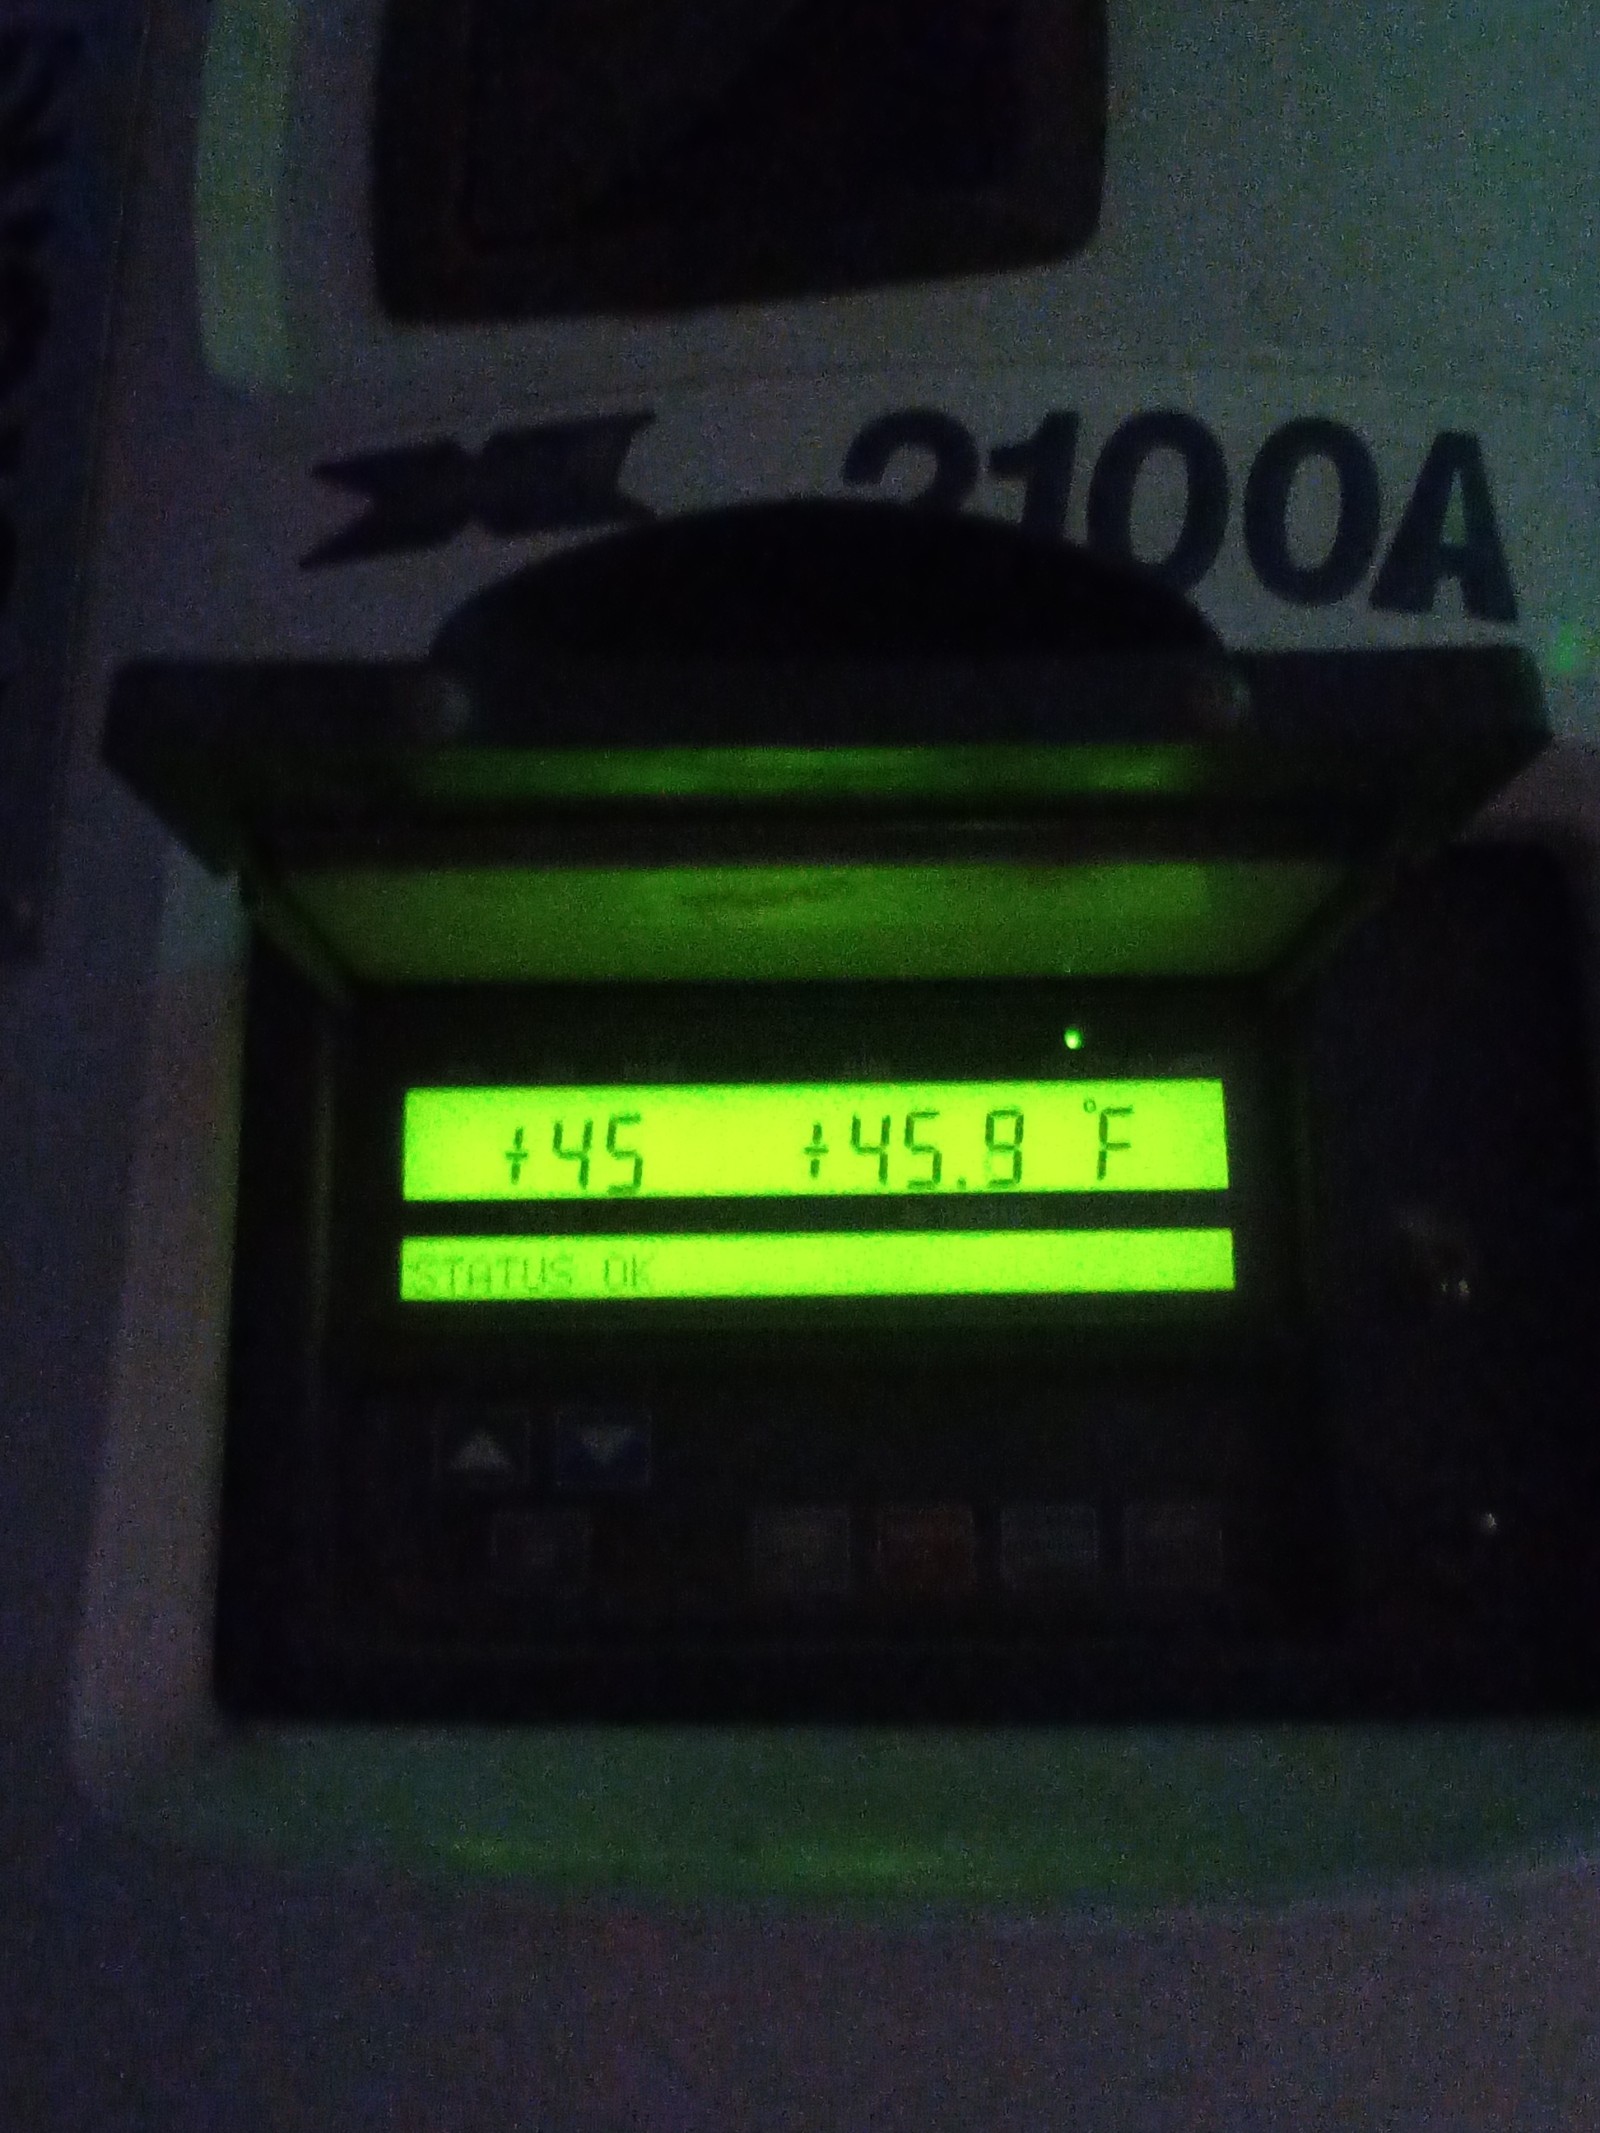 2100A
+45 +45.9 °F
STATUS OK